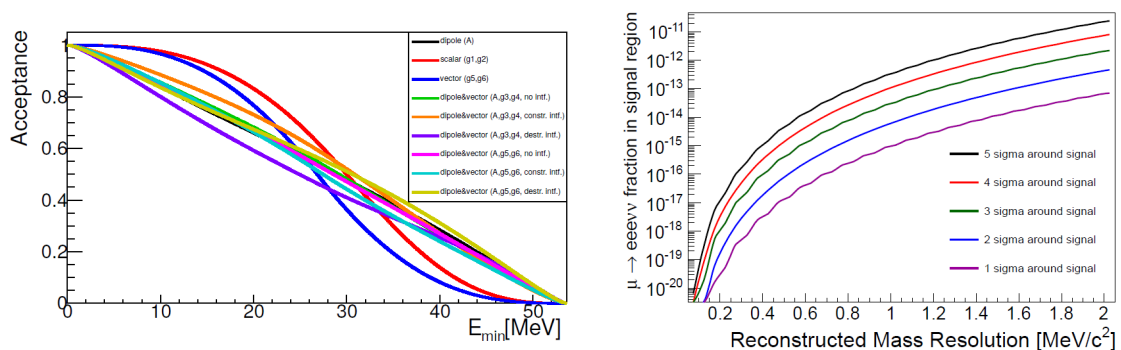 Acceptance
dipole (A)
scalar (g1,g2)
vector (g5,g6)
dipole&vector (A,g3,g4, no intf.)
dipole&vector (A,g3,g4, constr. intf.)
dipole&vector (A,g3,g4, destr. intf.)
dipole&vector (A,g5,g6, no intf.)
dipole&vector (A,g5,g6, constr. intf.)
dipole&vector (A,g5,g6, destr. intf.)
0.8
0.6
0.4
0.2
0
0 10 20 30 40 50
E_min [MeV]
μ → eeeνν fraction in signal region
10⁻¹¹
10⁻¹²
10⁻¹³
10⁻¹⁴
10⁻¹⁵
10⁻¹⁶
10⁻¹⁷
10⁻¹⁸
10⁻¹⁹
10⁻²⁰
5 sigma around signal
4 sigma around signal
3 sigma around signal
2 sigma around signal
1 sigma around signal
0.2 0.4 0.6 0.8 1 1.2 1.4 1.6 1.8 2
Reconstructed Mass Resolution [MeV/c²]